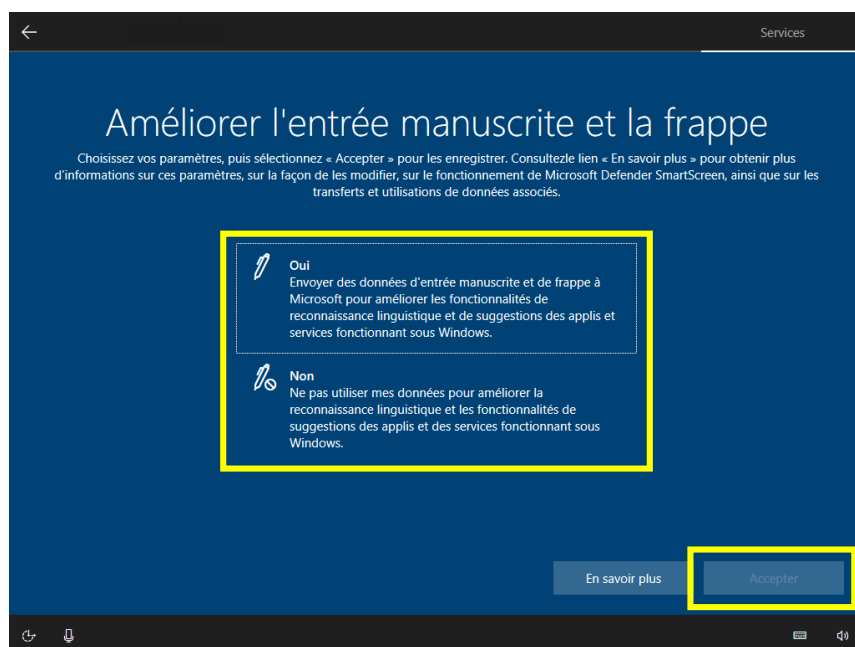 Services
Améliorer l'entrée manuscrite et la frappe
Choisissez vos paramètres, puis sélectionnez « Accepter » pour les enregistrer. Consultezle lien « En savoir plus » pour obtenir plus
d'informations sur ces paramètres, sur la façon de les modifier, sur le fonctionnement de Microsoft Defender SmartScreen, ainsi que sur les
transferts et utilisations de données associés.
Oui
Envoyer des données d'entrée manuscrite et de frappe à
Microsoft pour améliorer les fonctionnalités de
reconnaissance linguistique et de suggestions des applis et
services fonctionnant sous Windows.
Non
Ne pas utiliser mes données pour améliorer la
reconnaissance linguistique et les fonctionnalités de
suggestions des applis et des services fonctionnant sous
Windows.
En savoir plus
Accepter